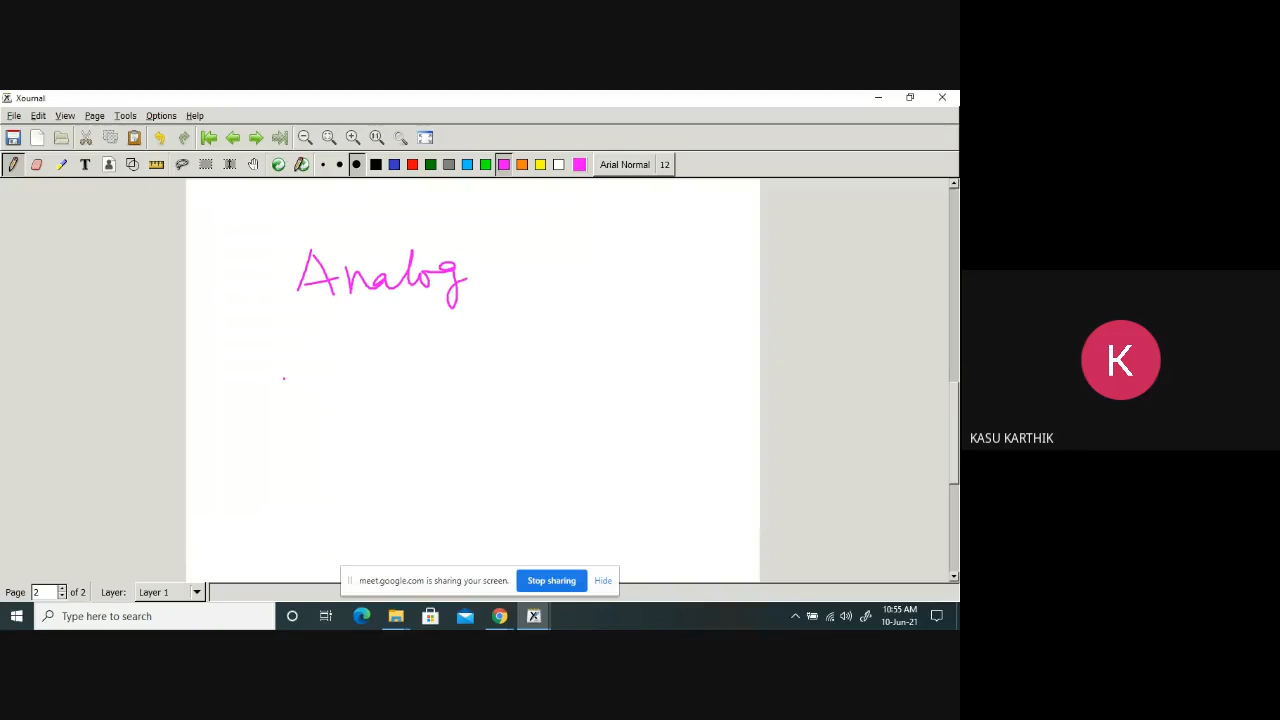 Xournal
File Edit View Page Tools Options Help
T Arial Normal 12
Analog
K
KASU KARTHIK
meet.google.com is sharing your screen. Stop sharing Hide
Page 2 of 2 Layer: Layer 1
Type here to search
10:55 AM
10-Jun-21